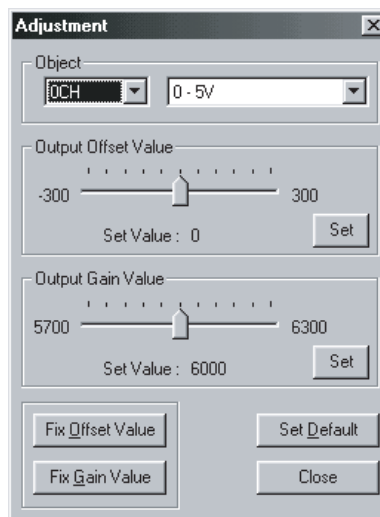 Adjustment
Object
0CH 0 - 5V
Output Offset Value
-300 300
Set Value : 0 Set
Output Gain Value
5700 6300
Set Value : 6000 Set
Fix Offset Value Set Default
Fix Gain Value Close